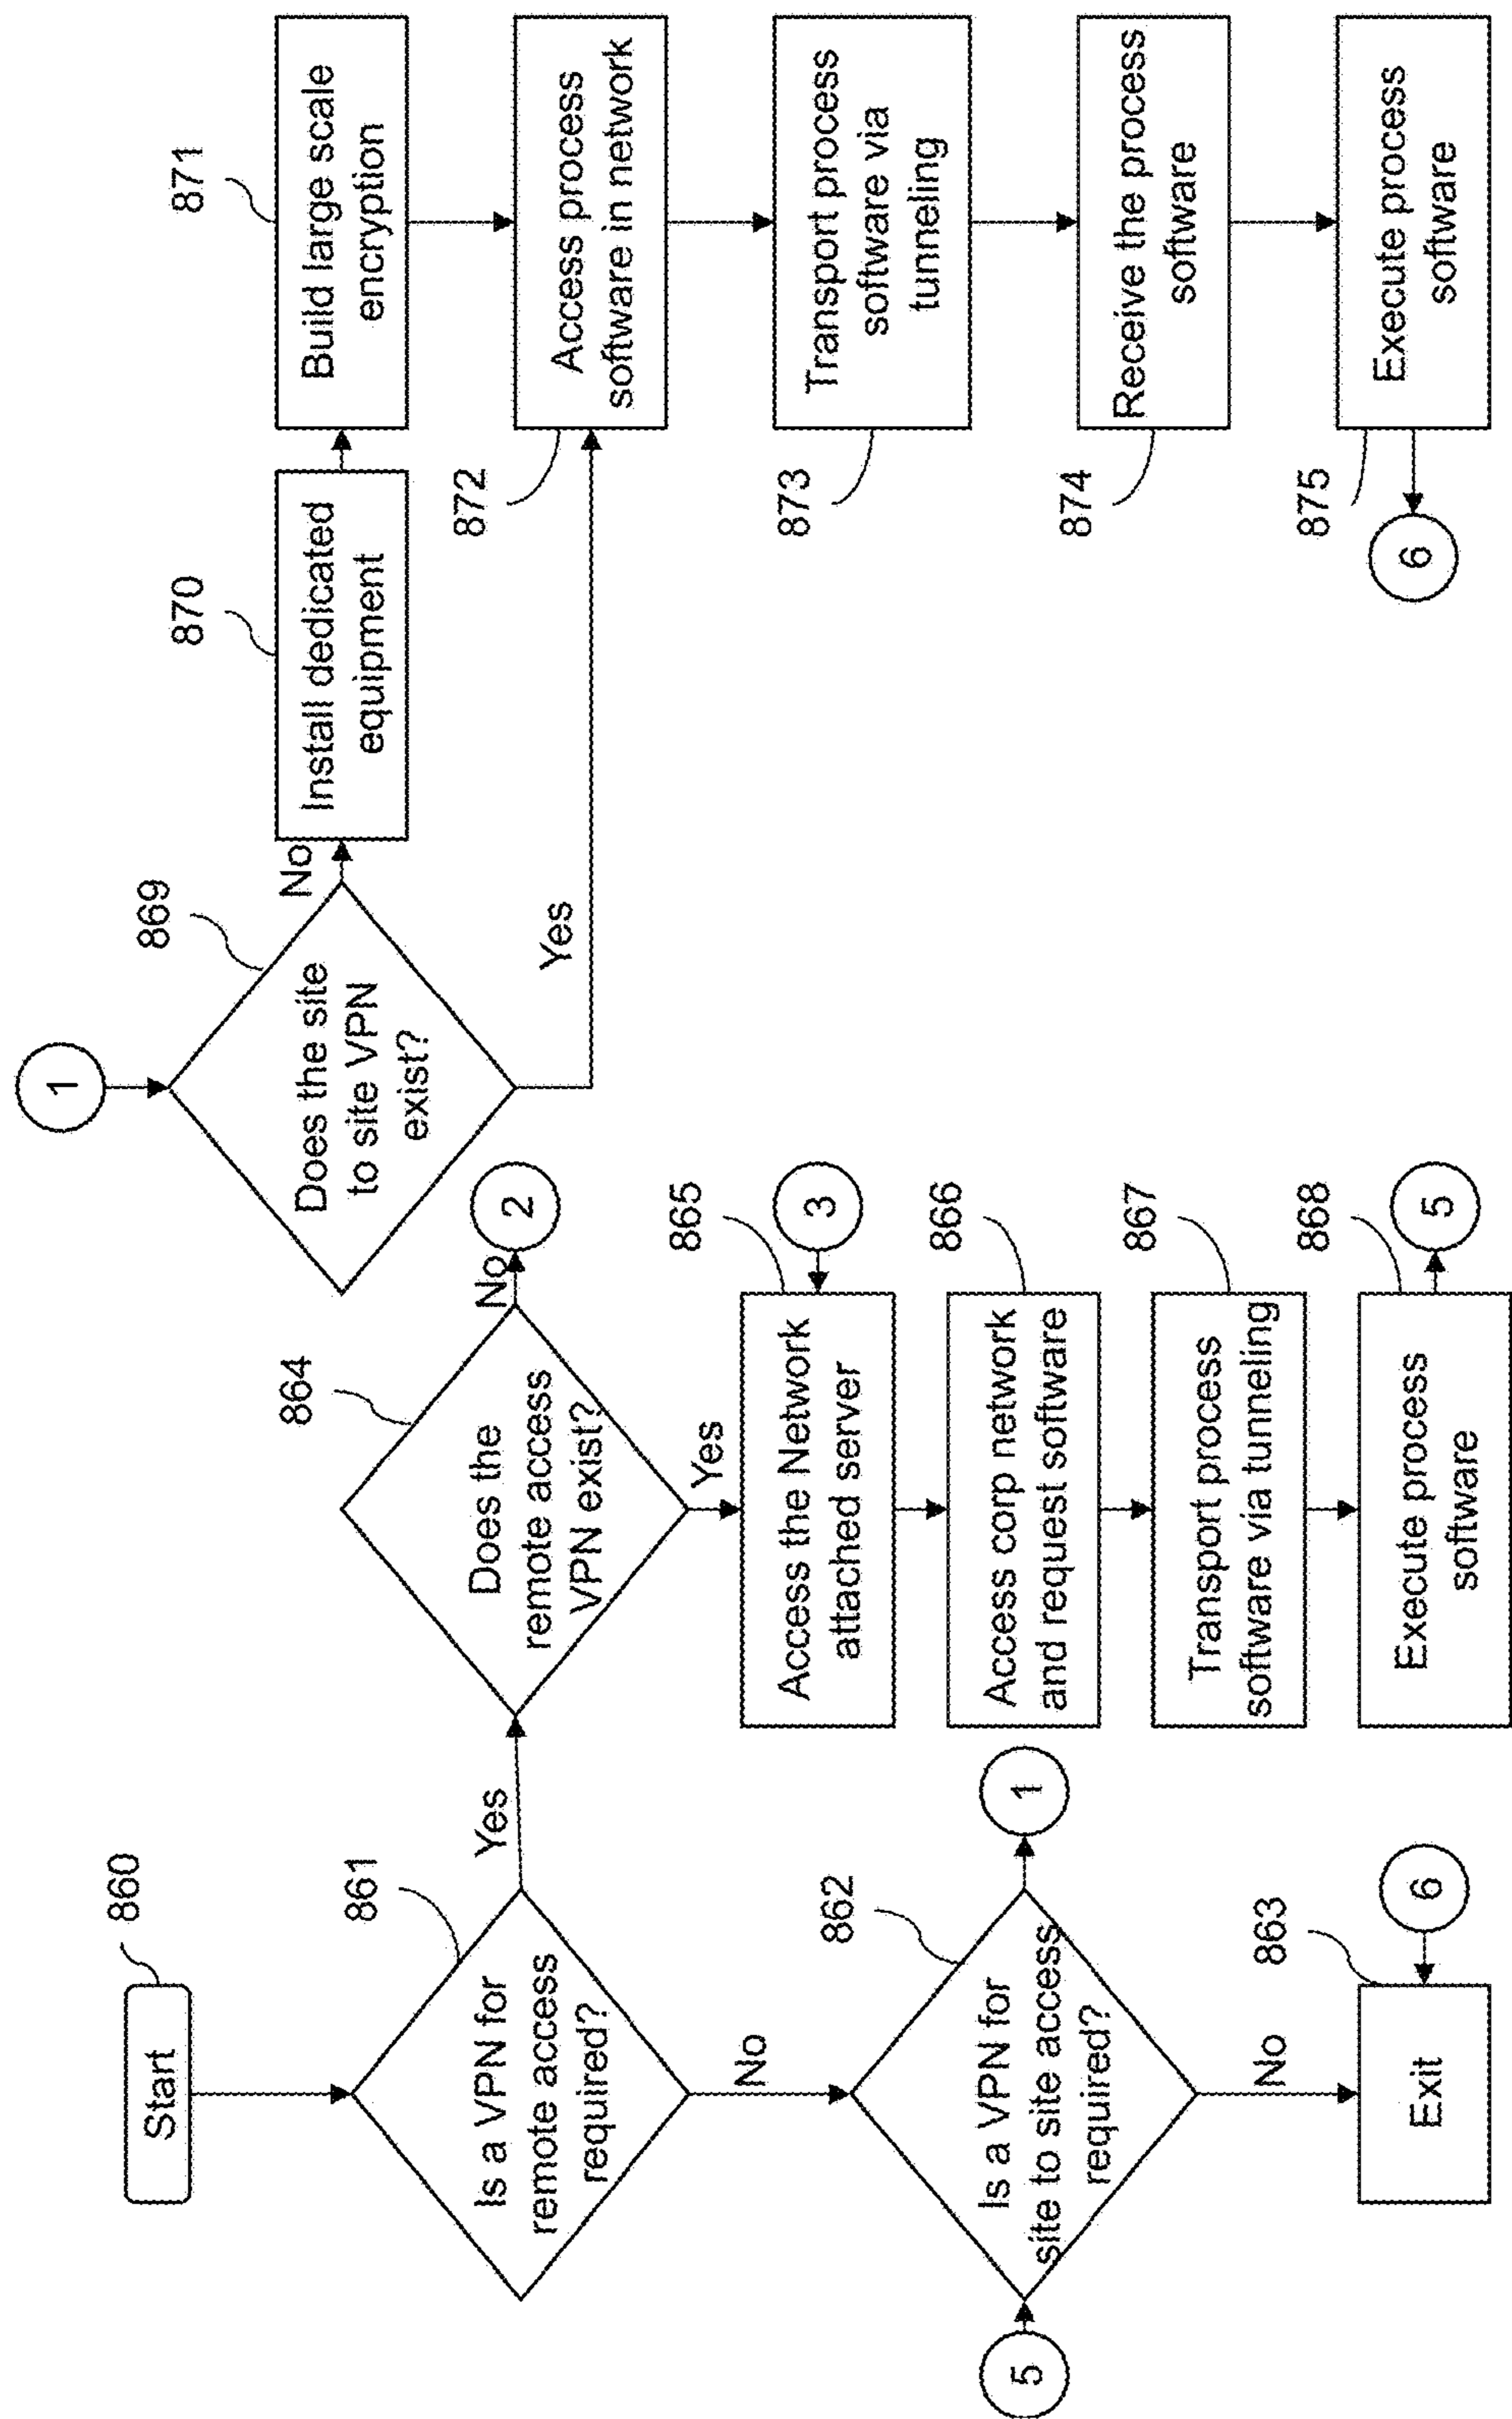 860
Start
861
Is a VPN for
remote access
required?
Yes
No
862
Is a VPN for
site to site access
required?
5
1
No
863
Exit
6
864
Does the
remote access
VPN exist?
No
2
Yes
865
Access the Network
attached server
3
866
Access corp network
and request software
867
Transport process
software via tunneling
868
Execute process
software
5
1
869
Does the site
to site VPN
exist?
No
Yes
870
Install dedicated
equipment
871
Build large scale
encryption
872
Access process
software in network
873
Transport process
software via
tunneling
874
Receive the process
software
875
Execute process
software
6